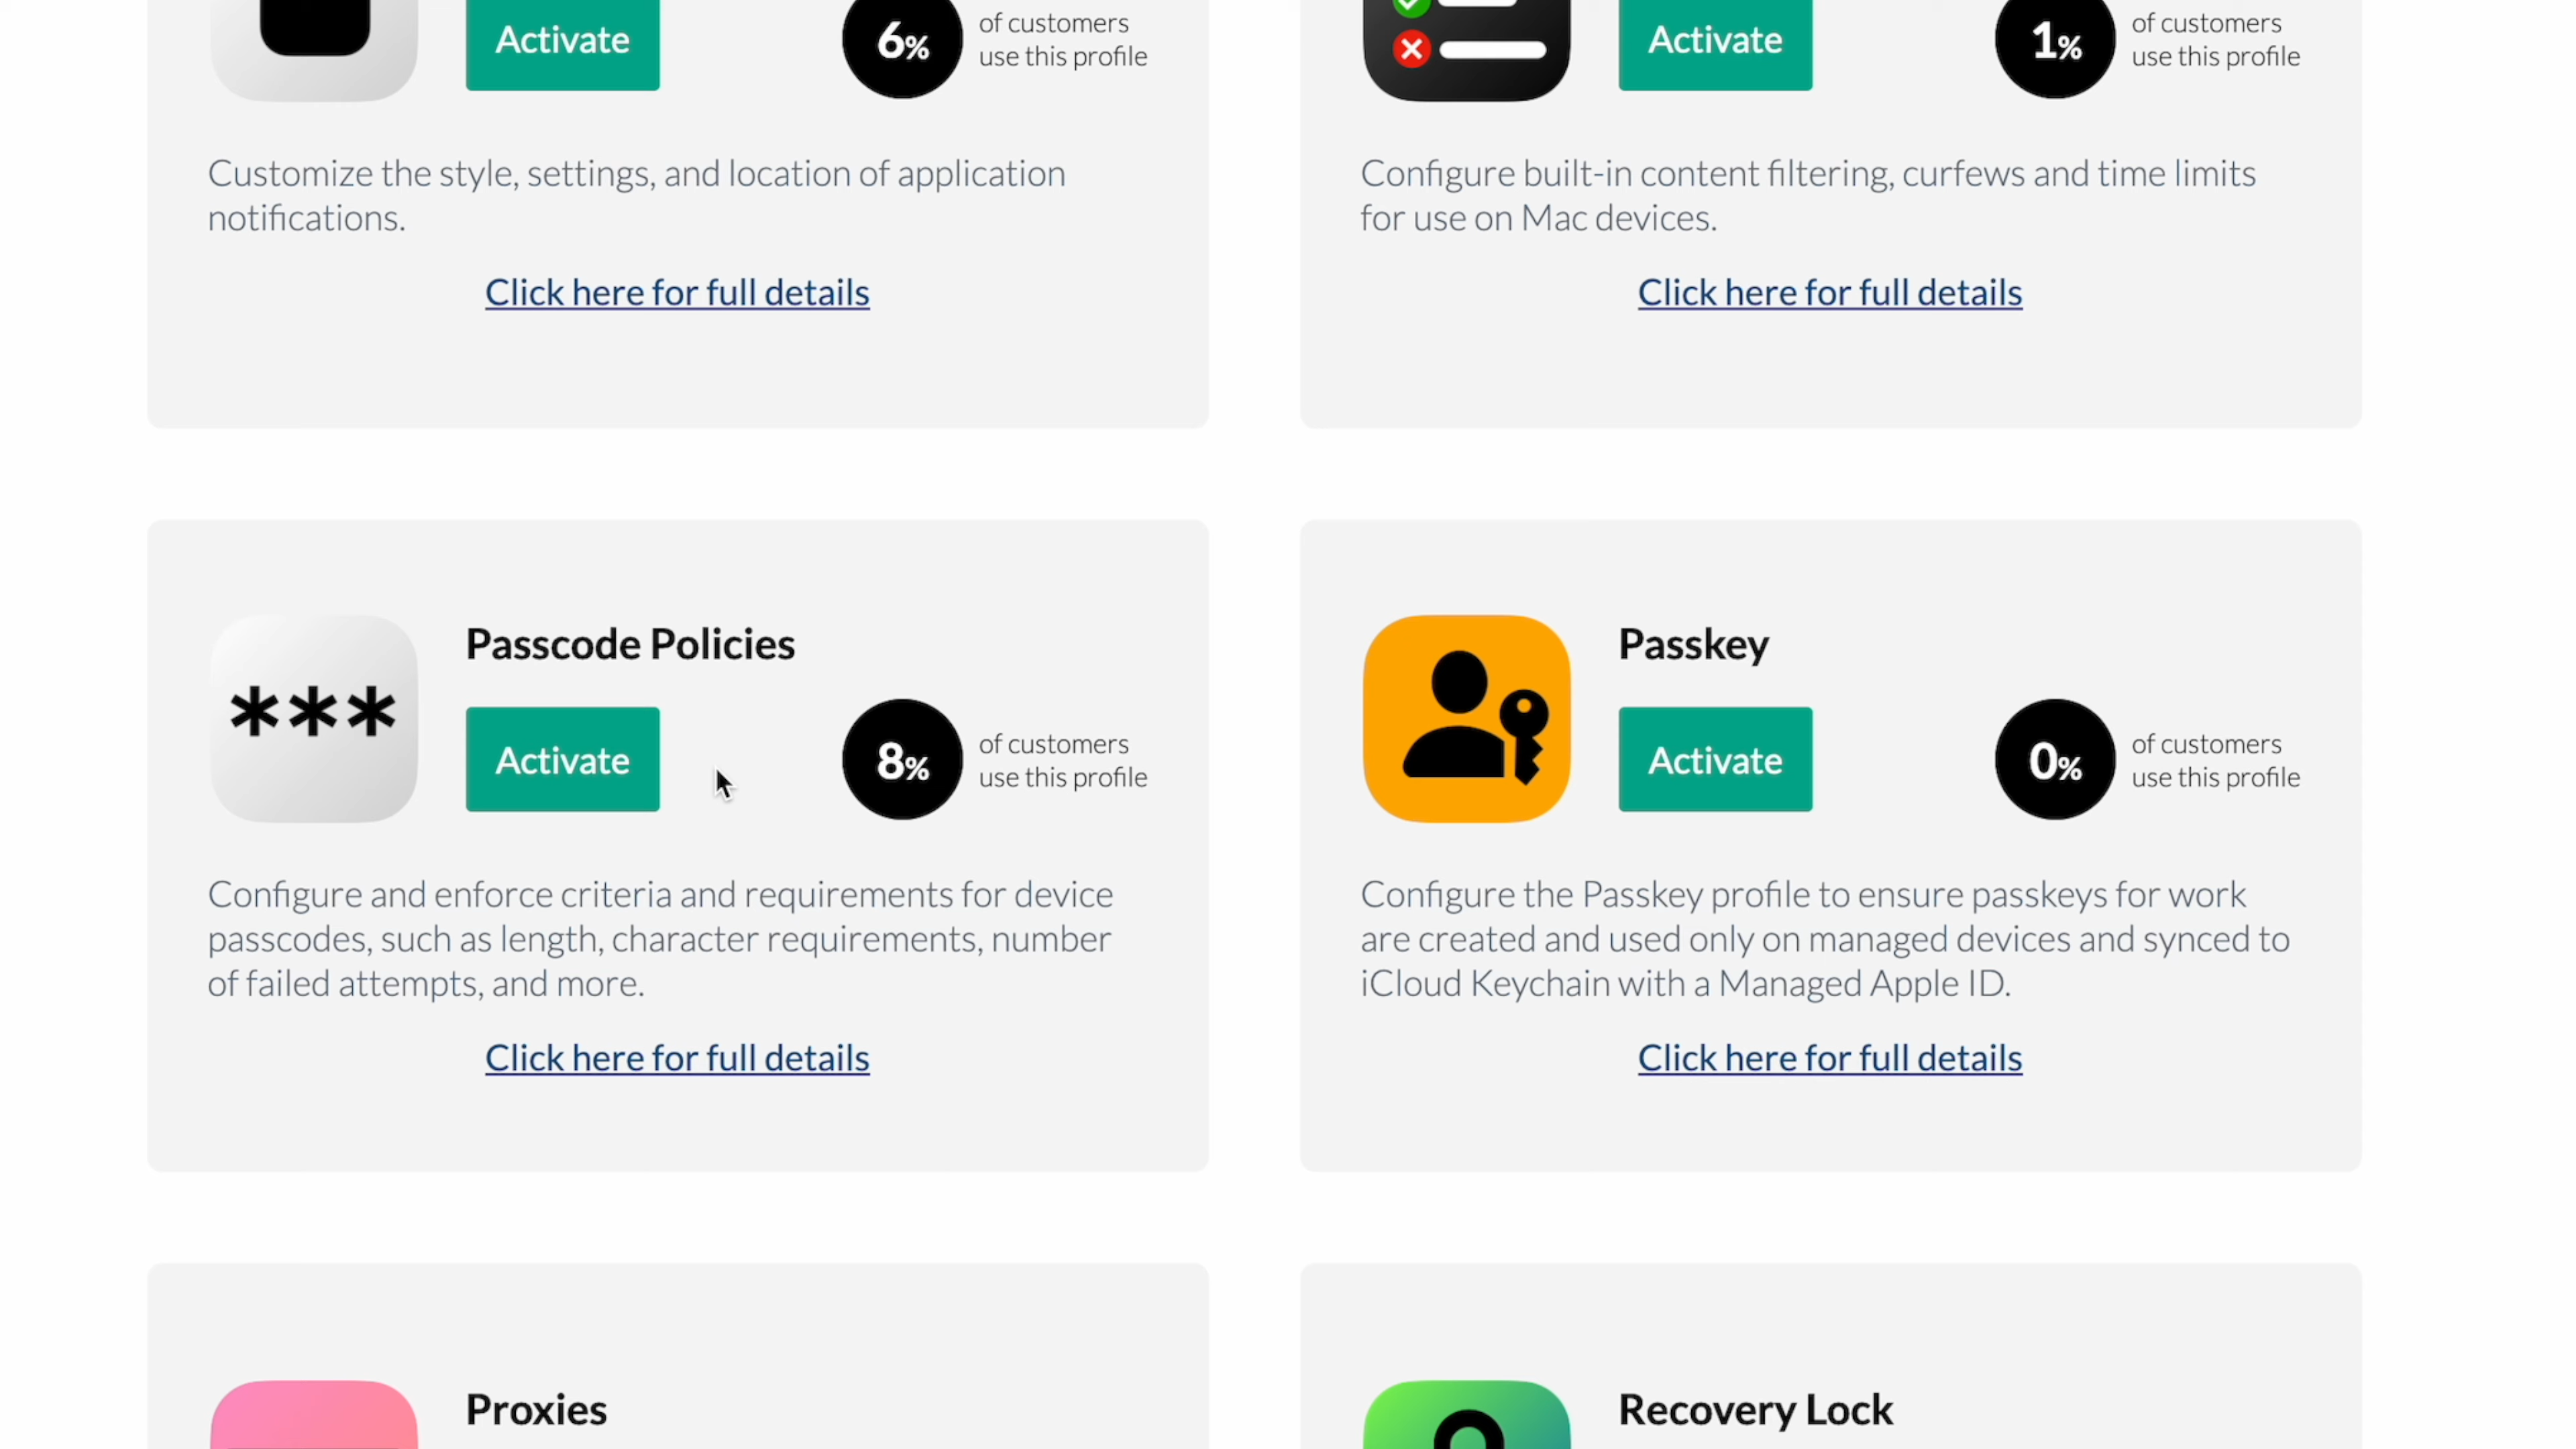 Activate
6%
of customers
use this profile
Customize the style, settings, and location of application
notifications.
Click here for full details
Activate
1%
of customers
use this profile
Configure built-in content filtering, curfews and time limits
for use on Mac devices.
Click here for full details
***
Passcode Policies
Activate
8%
of customers
use this profile
Configure and enforce criteria and requirements for device
passcodes, such as length, character requirements, number
of failed attempts, and more.
Click here for full details
Passkey
Activate
0%
of customers
use this profile
Configure the Passkey profile to ensure passkeys for work
are created and used only on managed devices and synced to
iCloud Keychain with a Managed Apple ID.
Click here for full details
Proxies
Recovery Lock